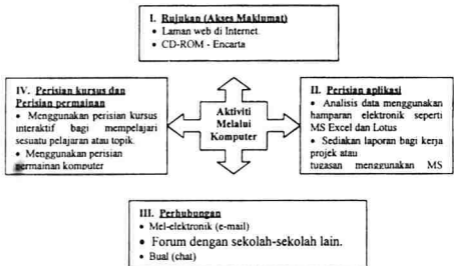 I. Rujukan (Akses Maklumat)
• Laman web di Internet
• CD-ROM - Encarta
IV. Perisian kursus dan
Perisian permainan
• Menggunakan perisian kursus
interaktif bagi mempelajari
sesuatu pelajaran atau topik.
• Menggunakan perisian
permainan komputer
Aktiviti
Melalui
Komputer
II. Perisian aplikasi
• Analisis data menggunakan
hamparan elektronik seperti
MS Excel dan Lotus
• Sediakan laporan bagi kerja
projek atau
tugasan menggunakan MS
III. Perhubungan
• Mel-elektronik (e-mail)
• Forum dengan sekolah-sekolah lain.
• Bual (chat)